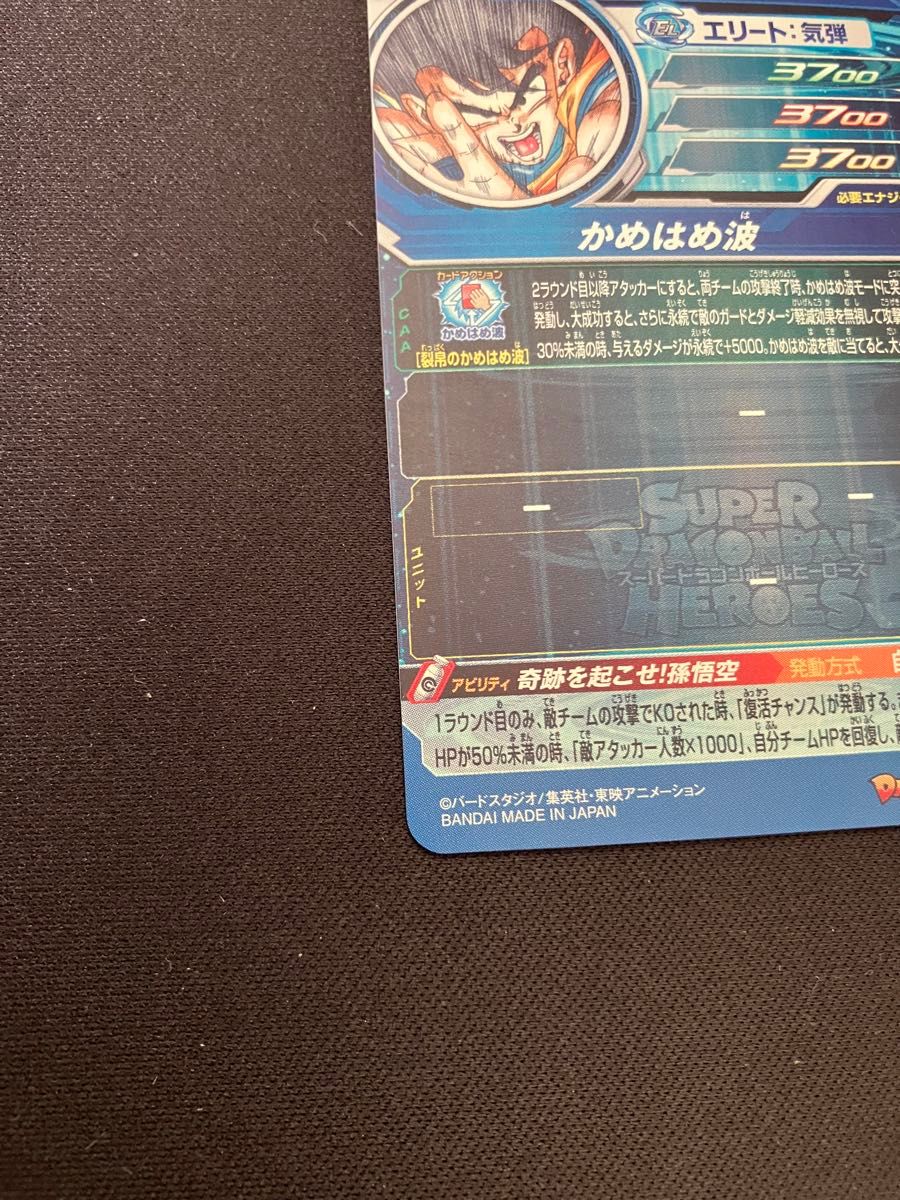 EL エリート:気弾
3700
3700
3700
必要エナジー
かめはめ波
カードアクション
かめはめ波
[裂帛のかめはめ波]
CAA
2ラウンド目以降アタッカーにすると、両チームの攻撃終了時、かめはめ波モードに突
発動し、大成功すると、さらに永続で敵のガードとダメージ軽減効果を無視して攻撃
30%未満の時、与えるダメージが永続で+5000。かめはめ波を敵に当てると、大
ー
ー
ー
ー
ユニット
SUPER
DRAGONBALL
スーパードラゴンボールヒーローズ
HEROES
アビリティ 奇跡を起こせ!孫悟空 発動方式
1ラウンド目のみ、敵チームの攻撃でKOされた時、「復活チャンス」が発動する。
HPが50%未満の時、「敵アタッカー人数×1000」、自分チームHPを回復し、
©バードスタジオ/集英社・東映アニメーション
BANDAI MADE IN JAPAN